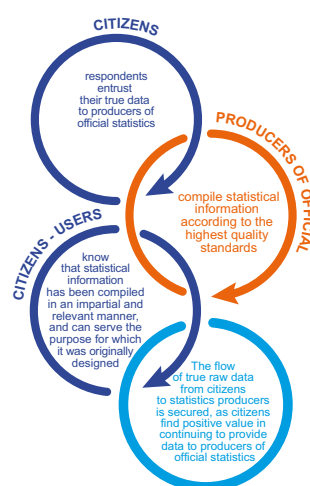 CITIZENS
respondents
entrust
their true data
to producers of
official statistics
PRODUCERS OF OFFICIAL
compile statistical
information
according to the
highest quality
standards
CITIZENS - USERS
know
that statistical
information
has been compiled
in an impartial and
relevant manner,
and can serve the
purpose for which
it was originally
designed
The flow
of true raw data
from citizens
to statistics producers
is secured, as citizens
find positive value in
continuing to provide
data to producers of
official statistics